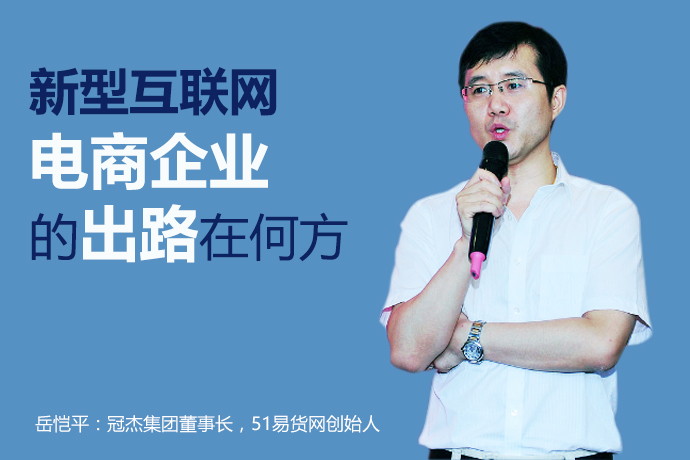 新型互联网
电商企业
的出路在何方
岳恺平：冠杰集团董事长，51易货网创始人